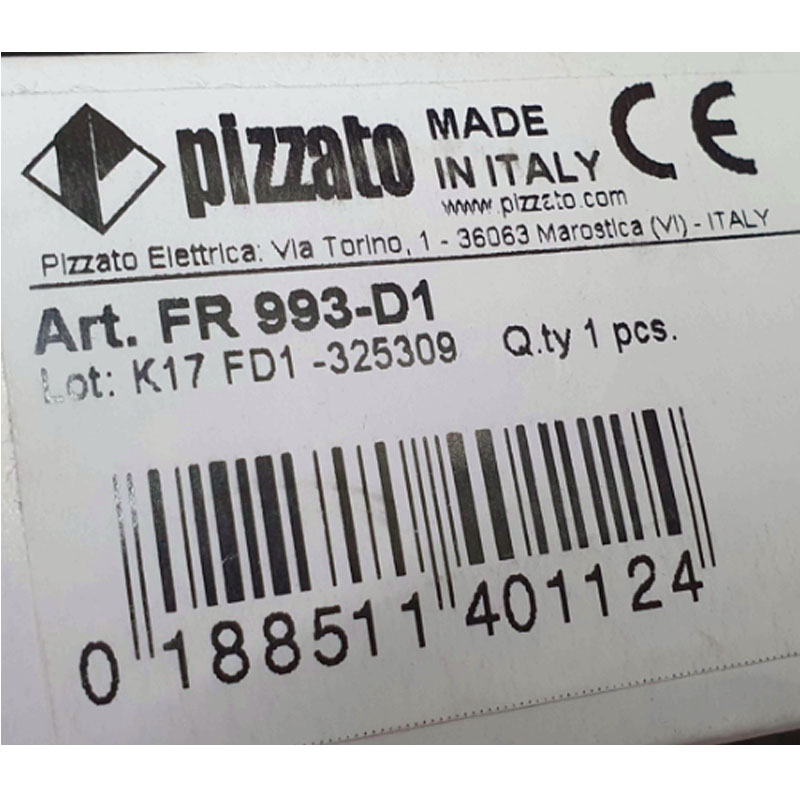 pizzato MADE IN ITALY CE
www.pizzato.com
Pizzato Elettrica: Via Torino, 1 - 36063 Marostica (VI) - ITALY
Art. FR 993-D1
Lot: K17 FD1 -325309 Q.ty 1 pcs.
0 188511 401124